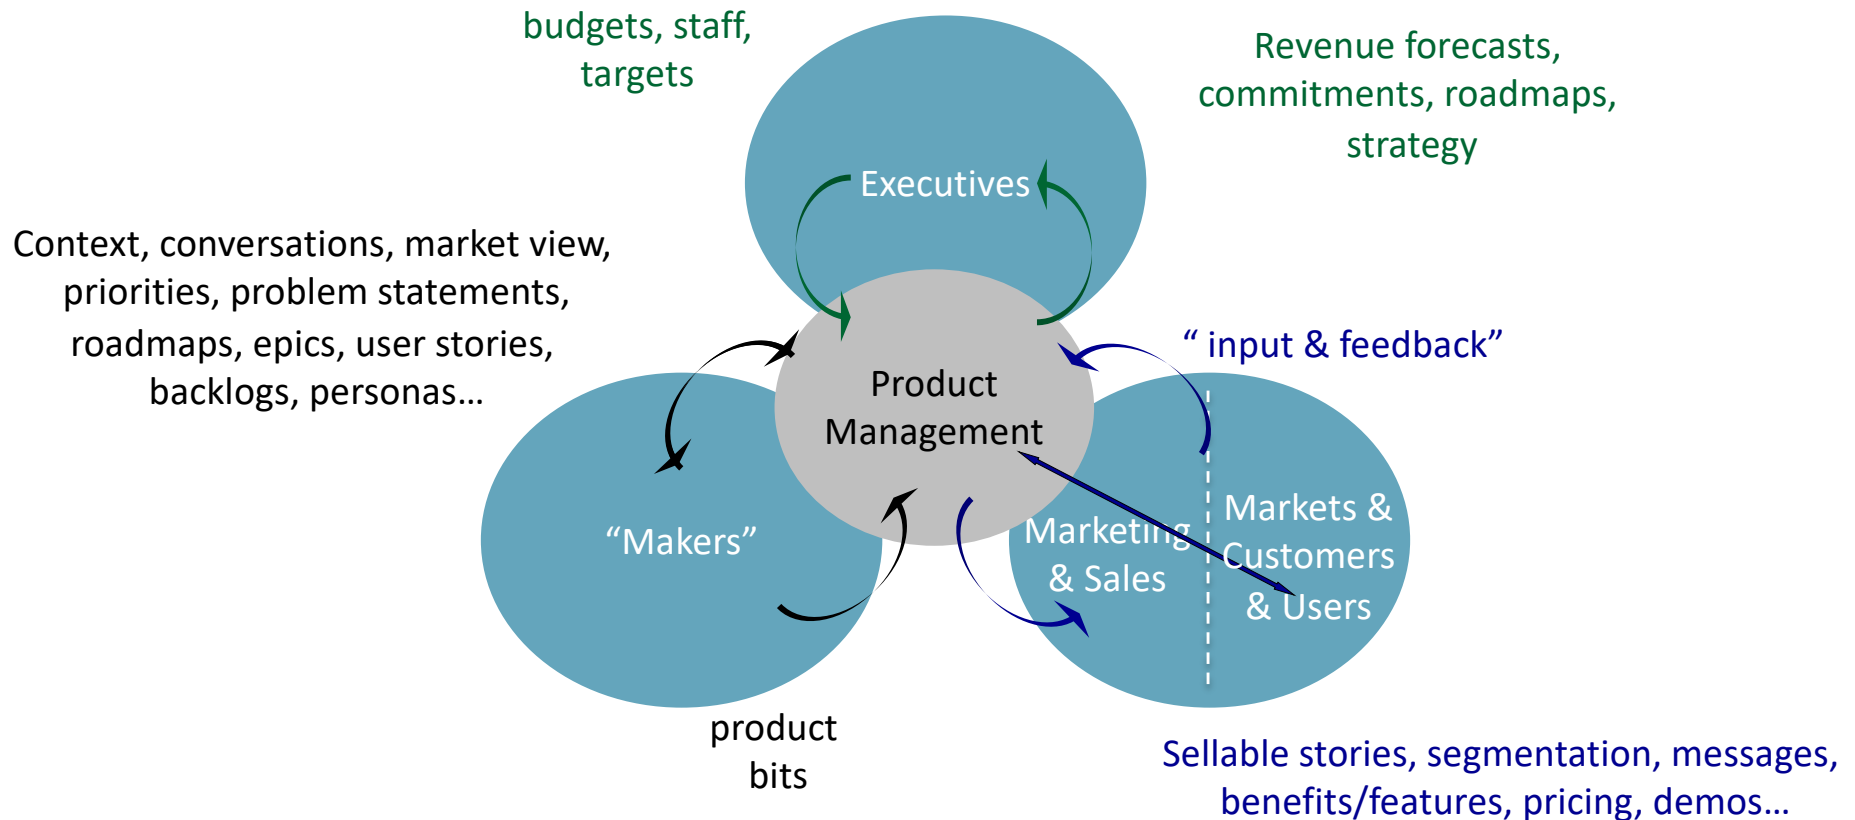 budgets, staff,
targets
Revenue forecasts,
commitments, roadmaps,
strategy
Executives
Context, conversations, market view,
priorities, problem statements,
roadmaps, epics, user stories,
backlogs, personas…
“ input & feedback”
Product
Management
“Makers”
Marketing
& Sales
Markets &
Customers
& Users
product
bits
Sellable stories, segmentation, messages,
benefits/features, pricing, demos…